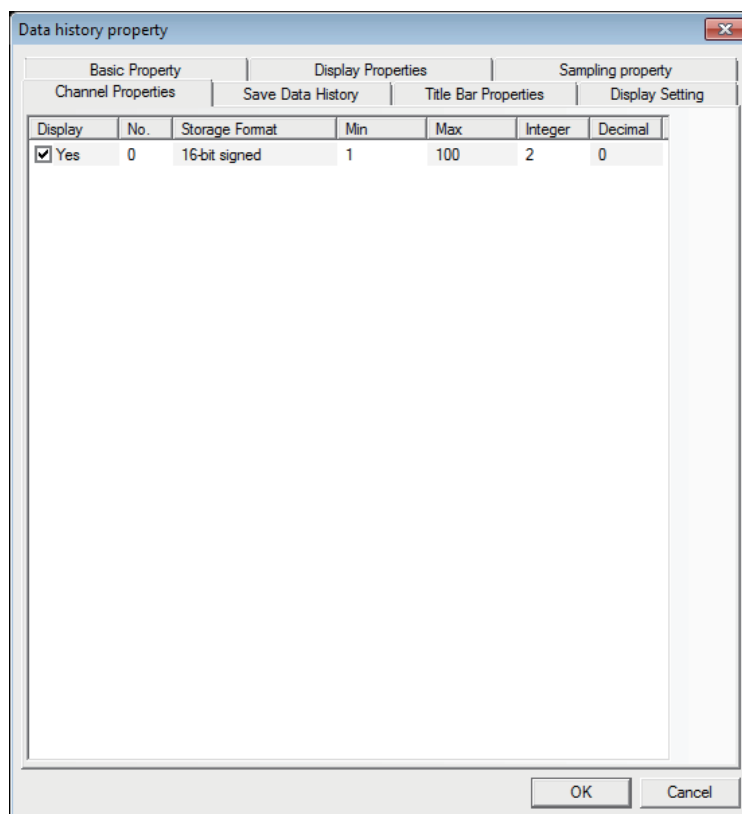 Data history property
Basic Property Display Properties Sampling property
Channel Properties Save Data History Title Bar Properties Display Setting
Display No. Storage Format Min Max Integer Decimal
Yes 0 16-bit signed 1 100 2 0
OK Cancel